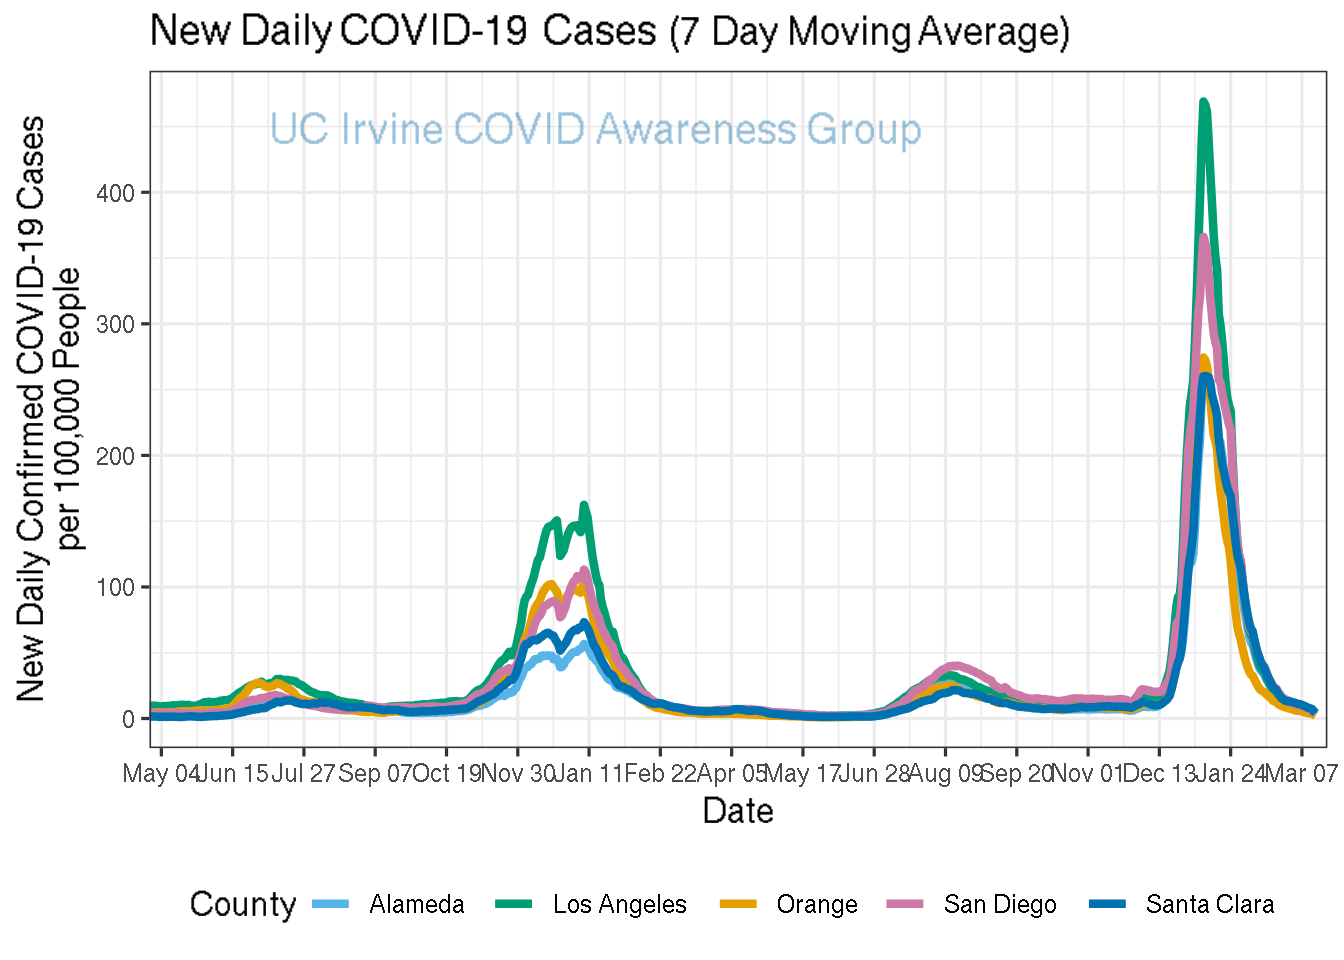 New Daily COVID-19 Cases (7 Day Moving Average)
UC Irvine COVID Awareness Group
New Daily Confirmed COVID-19 Cases
per 100,000 People
400
300
200
100
0
May 04 Jun 15 Jul 27 Sep 07 Oct 19 Nov 30 Jan 11 Feb 22 Apr 05 May 17 Jun 28 Aug 09 Sep 20 Nov 01 Dec 13 Jan 24 Mar 07
Date
County Alameda Los Angeles Orange San Diego Santa Clara